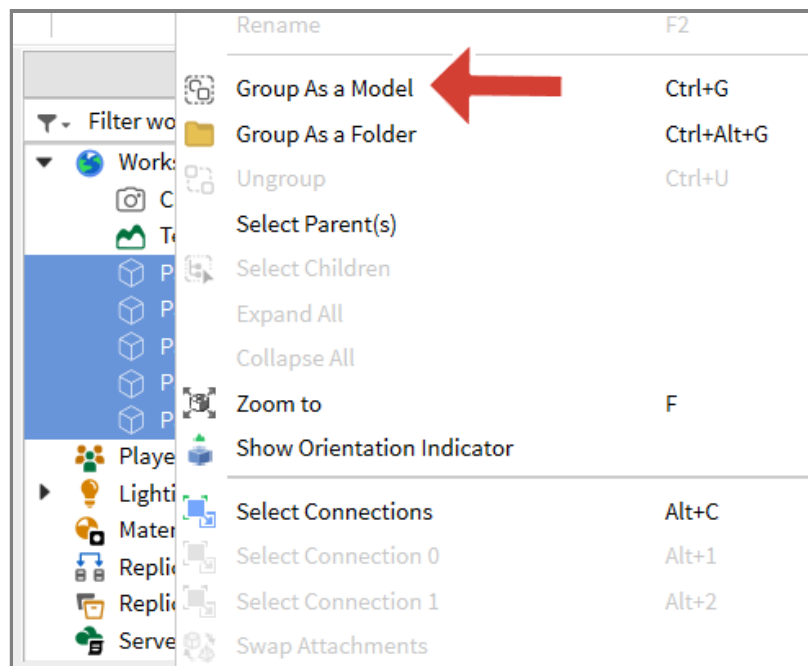 Rename F2
Group As a Model Ctrl+G
Filter wo
Group As a Folder Ctrl+Alt+G
Works
Ungroup Ctrl+U
C
Select Parent(s)
Te
Select Children
P
Expand All
P
Collapse All
P
P
Zoom to F
P
Show Orientation Indicator
Playe
Lighti
Select Connections Alt+C
Mater
Select Connection 0 Alt+1
Replic
Select Connection 1 Alt+2
Replic
Serve
Swap Attachments